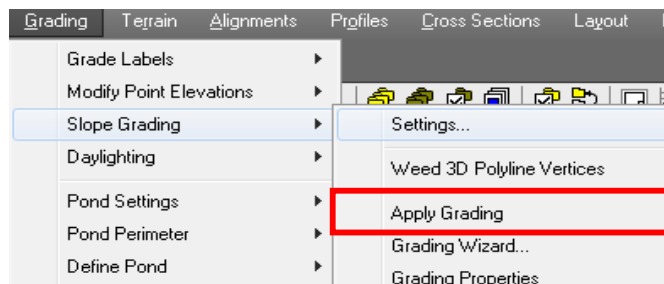 Grading Terrain Alignments Profiles Cross Sections Layout
Grade Labels
Modify Point Elevations
Slope Grading
Daylighting
Pond Settings
Pond Perimeter
Define Pond
Settings...
Weed 3D Polyline Vertices
Apply Grading
Grading Wizard...
Grading Properties